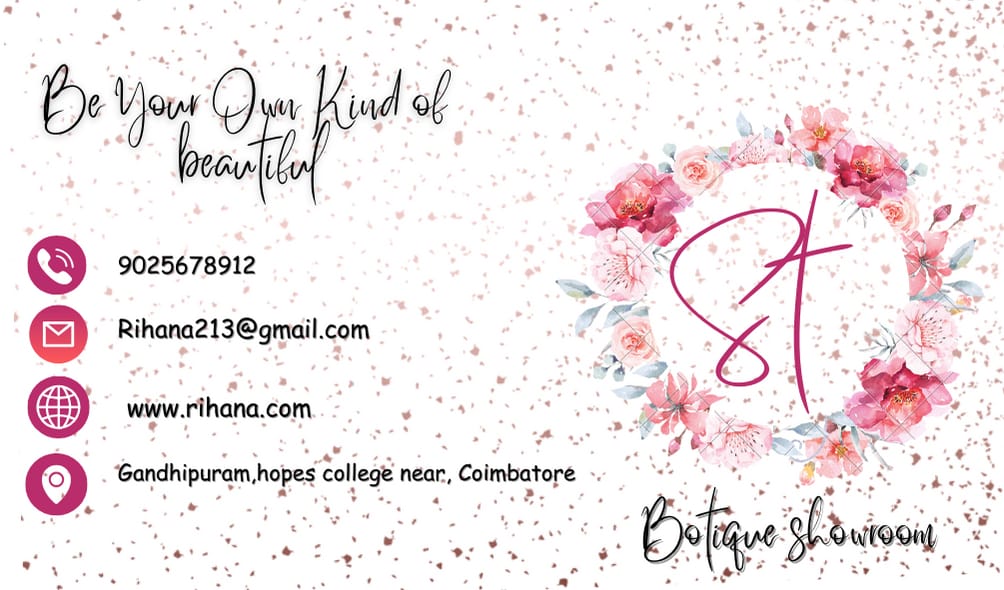 Be Your Own Kind of
beautiful
9025678912
Rihana213@gmail.com
www.rihana.com
Gandhipuram,hopes college near, Coimbatore
St
Botique showroom